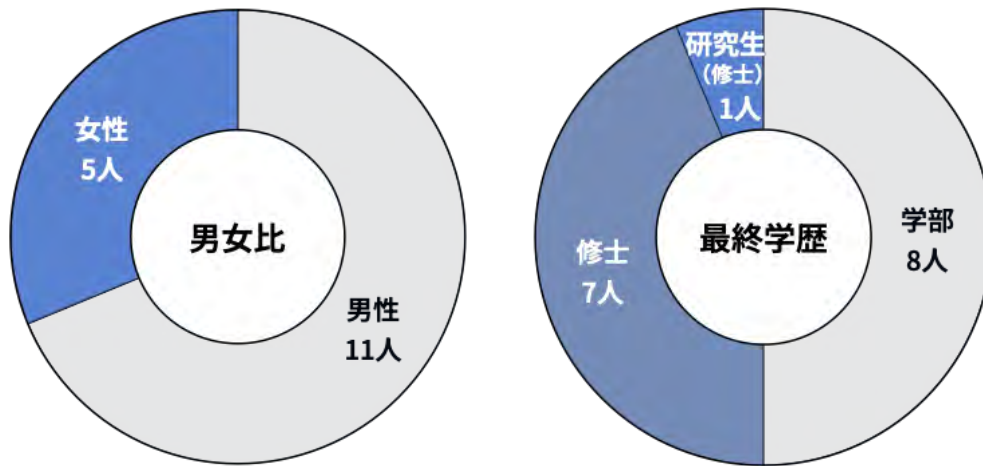 女性
5人
男女比
男性
11人
研究生
（修士）
1人
修士
7人
最終学歴
学部
8人